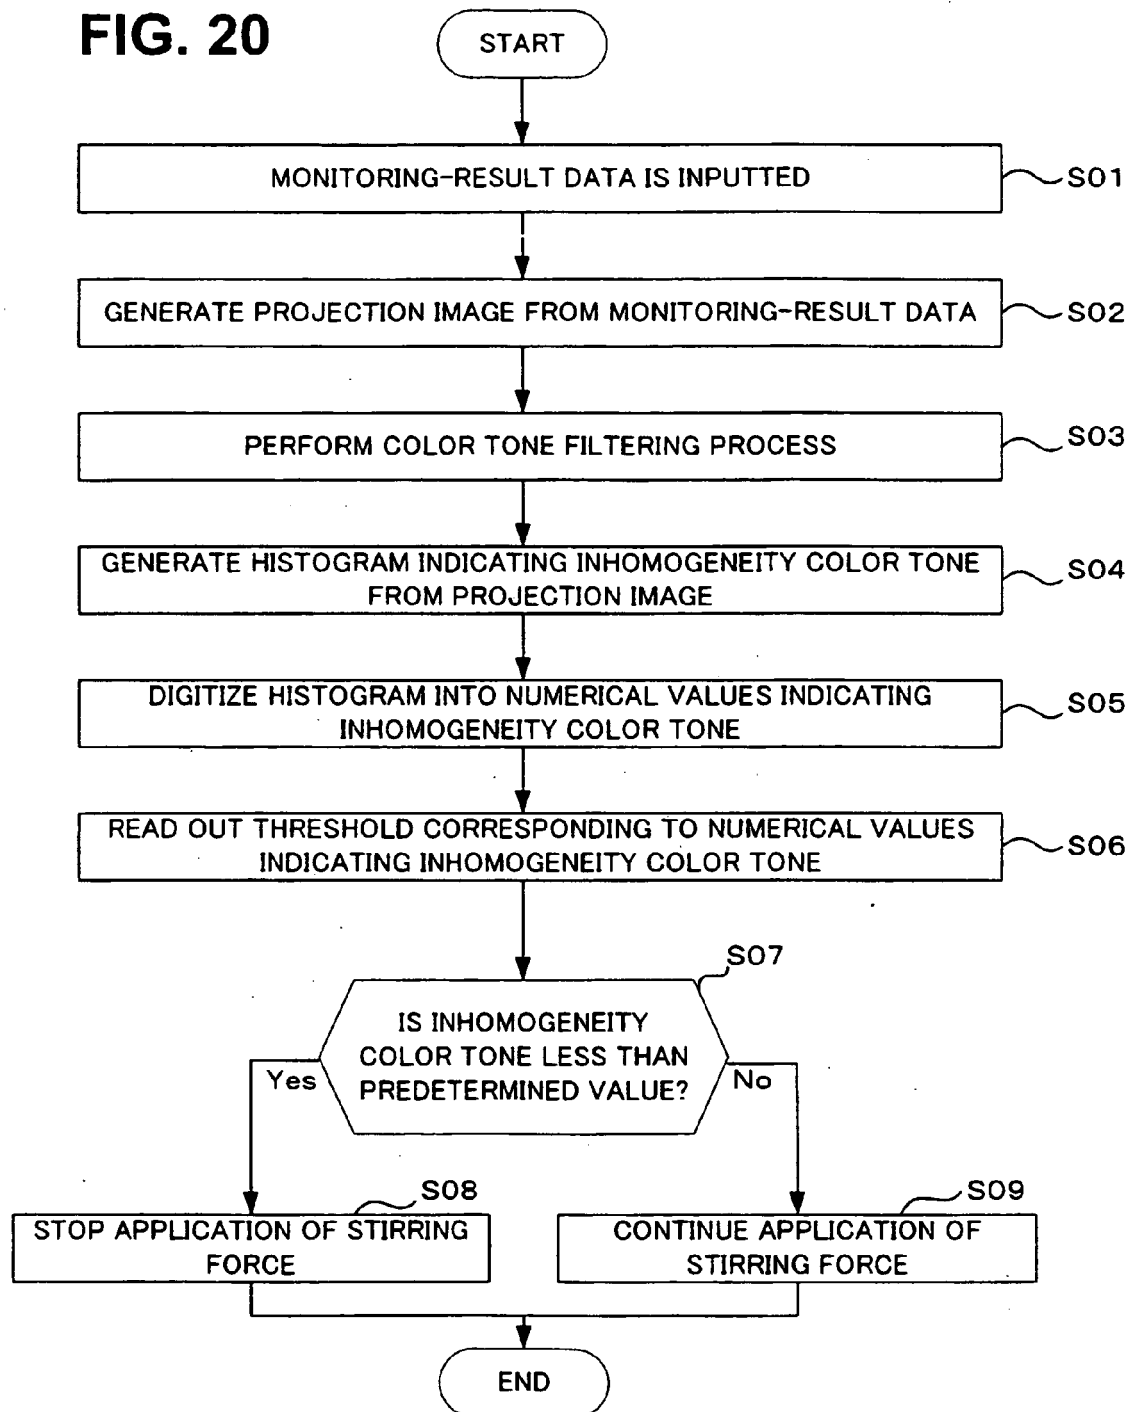 FIG. 20
START
MONITORING-RESULT DATA IS INPUTTED
S01
GENERATE PROJECTION IMAGE FROM MONITORING-RESULT DATA
S02
PERFORM COLOR TONE FILTERING PROCESS
S03
GENERATE HISTOGRAM INDICATING INHOMOGENEITY COLOR TONE
FROM PROJECTION IMAGE
S04
DIGITIZE HISTOGRAM INTO NUMERICAL VALUES INDICATING
INHOMOGENEITY COLOR TONE
S05
READ OUT THRESHOLD CORRESPONDING TO NUMERICAL VALUES
INDICATING INHOMOGENEITY COLOR TONE
S06
S07
IS INHOMOGENEITY
COLOR TONE LESS THAN
PREDETERMINED VALUE?
Yes
No
S08
STOP APPLICATION OF STIRRING
FORCE
S09
CONTINUE APPLICATION OF
STIRRING FORCE
END